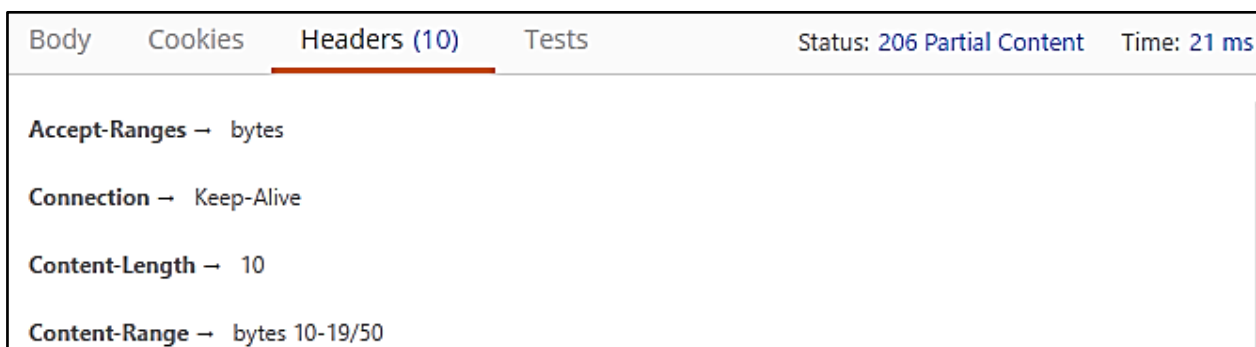 Body Cookies Headers (10) Tests Status: 206 Partial Content Time: 21 ms
Accept-Ranges → bytes
Connection → Keep-Alive
Content-Length → 10
Content-Range → bytes 10-19/50